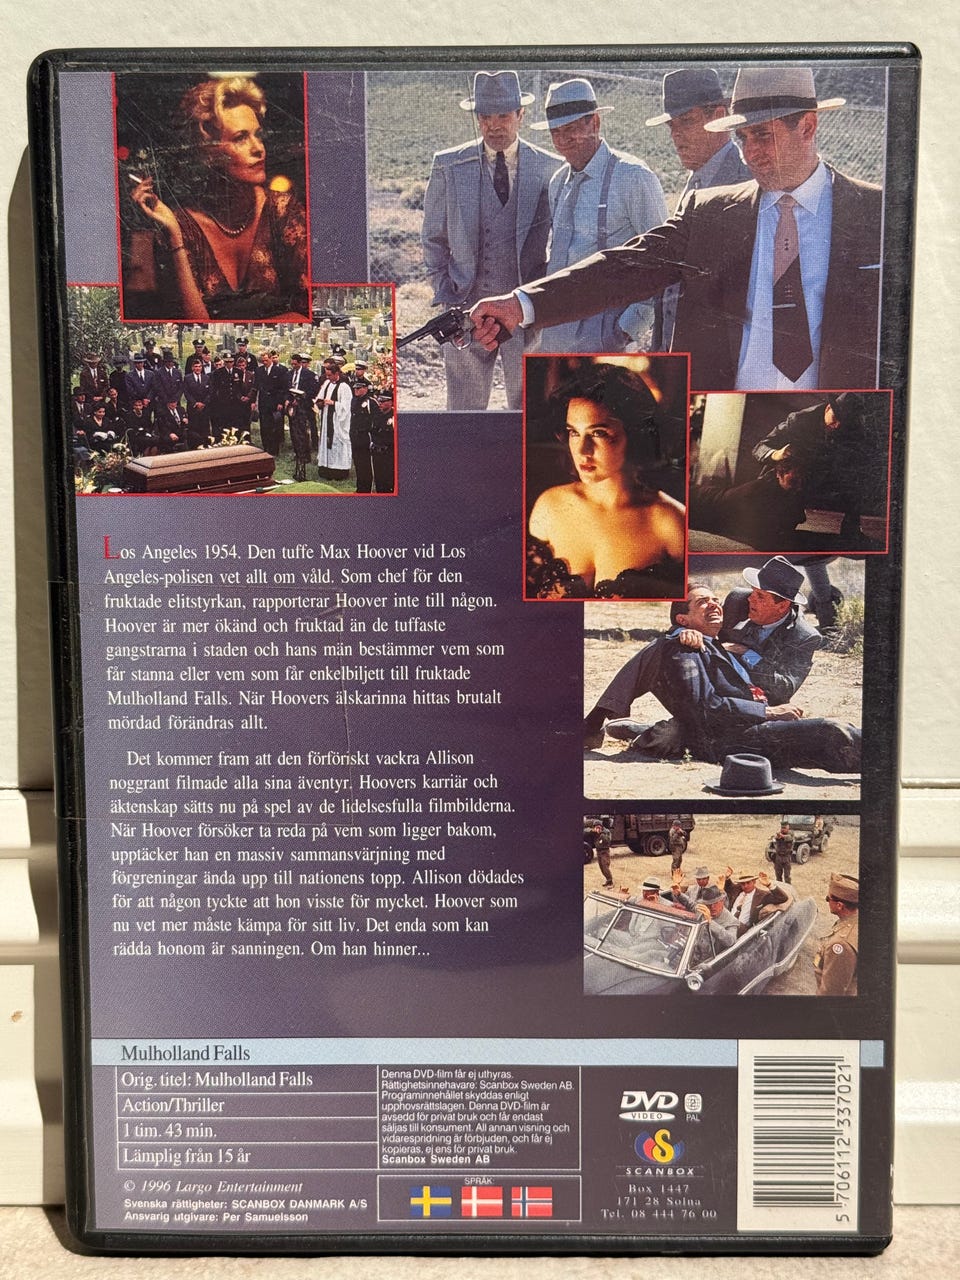 Los Angeles 1954. Den tuffe Max Hoover vid Los
Angeles-polisen vet allt om våld. Som chef för den
fruktade elitstyrkan, rapporterar Hoover inte till någon.
Hoover är mer ökänd och fruktad än de tuffaste
gangstrarna i staden och hans män bestämmer vem som
får stanna eller vem som får enkelbiljett till fruktade
Mulholland Falls. När Hoovers älskarinna hittas brutalt
mördad förändras allt.
Det kommer fram att den förföriskt vackra Allison
noggrant filmade alla sina äventyr. Hoovers karriär och
äktenskap sätts nu på spel av de lidelsesfulla filmbilderna.
När Hoover försöker ta reda på vem som ligger bakom,
upptäcker han en massiv sammansvärjning med
förgreningar ända upp till nationens topp. Allison dödades
för att någon tyckte att hon visste för mycket. Hoover som
nu vet mer måste kämpa för sitt liv. Det enda som kan
rädda honom är sanningen. Om han hinner...
Mulholland Falls
Orig. titel: Mulholland Falls
Action/Thriller
1 tim. 43 min.
Lämplig från 15 år
© 1996 Largo Entertainment
Svenska rättigheter: SCANBOX DANMARK A/S
Ansvarig utgivare: Per Samuelsson
Denna DVD-film får ej uthyras.
Rättighetsinnehavare: Scanbox Sweden AB.
Programinnehållet skyddas enligt
upphovsrättslagen. Denna DVD-film är
avsedd för privat bruk och får endast
säljas till konsument. All annan visning och
vidarespridning är förbjuden, och får ej
kopieras, ej ens för privat bruk.
Scanbox Sweden AB
SPRÅK:
DVD
VIDEO
2
PAL
S
SCANBOX
Box 1447
171 28 Solna
Tel. 08 444 76 00
5 706112 337021